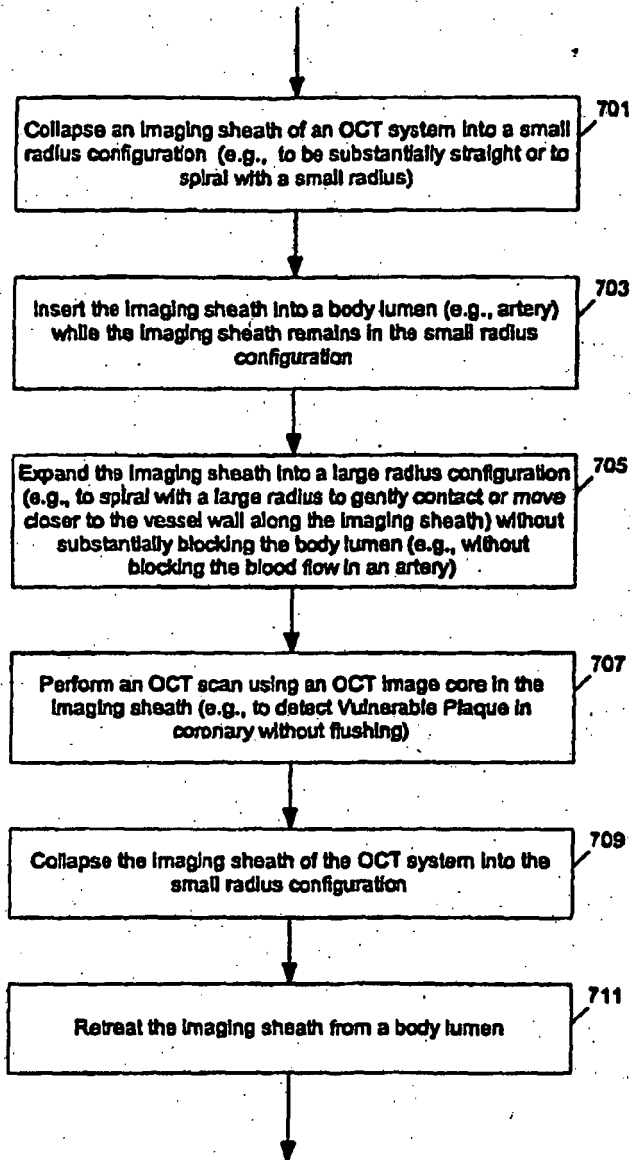 701
Collapse an imaging sheath of an OCT system into a small
radius configuration (e.g., to be substantially straight or to
spiral with a small radius)
703
Insert the imaging sheath into a body lumen (e.g., artery)
while the imaging sheath remains in the small radius
configuration
705
Expand the imaging sheath into a large radius configuration
(e.g., to spiral with a large radius to gently contact or move
closer to the vessel wall along the imaging sheath) without
substantially blocking the body lumen (e.g., without
blocking the blood flow in an artery)
707
Perform an OCT scan using an OCT image core in the
imaging sheath (e.g., to detect Vulnerable Plaque in
coronary without flushing)
709
Collapse the imaging sheath of the OCT system into the
small radius configuration
711
Retreat the imaging sheath from a body lumen